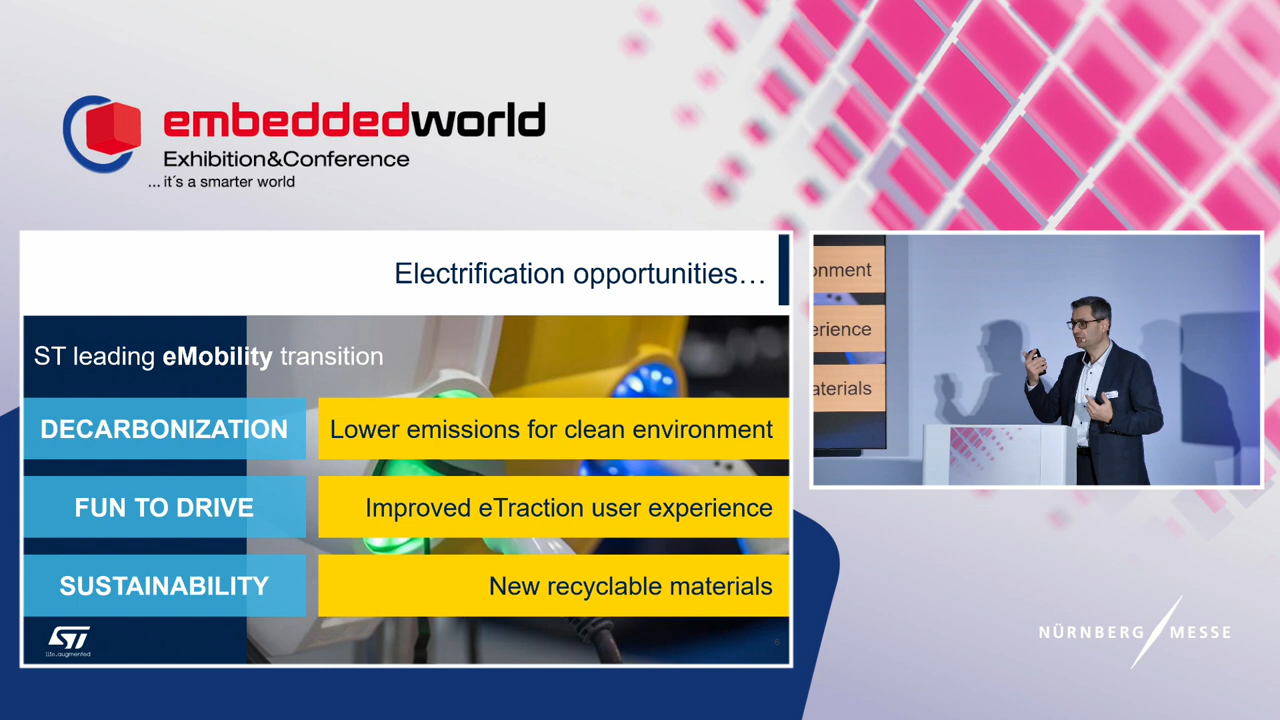 embeddedworld
Exhibition&Conference
... it´s a smarter world
Electrification opportunities...
ST leading eMobility transition
DECARBONIZATION
Lower emissions for clean environment
FUN TO DRIVE
Improved eTraction user experience
SUSTAINABILITY
New recyclable materials
ST
life.augmented
6
onment
erience
aterials
NÜRNBERG MESSE